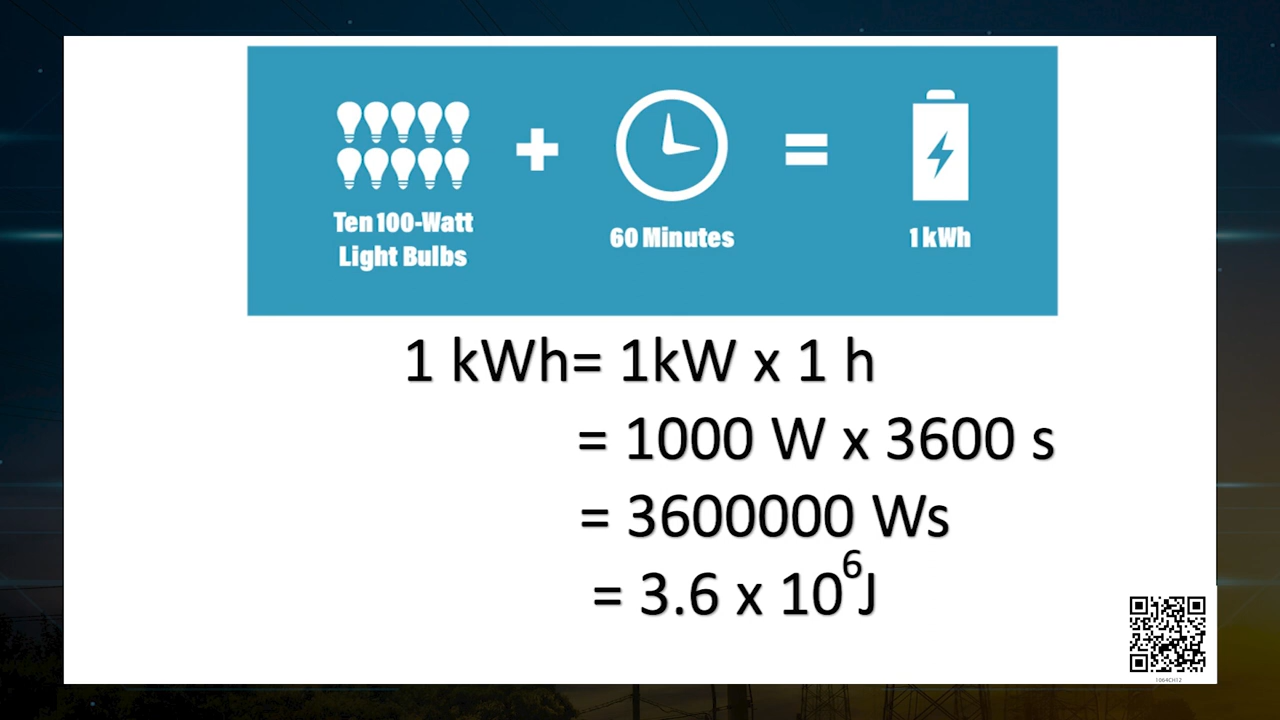 Ten 100-Watt
Light Bulbs
+
60 Minutes
=
1 kWh
1 kWh= 1kW x 1 h
= 1000 W x 3600 s
= 3600000 Ws
= 3.6 x 10⁶J
1064CH12